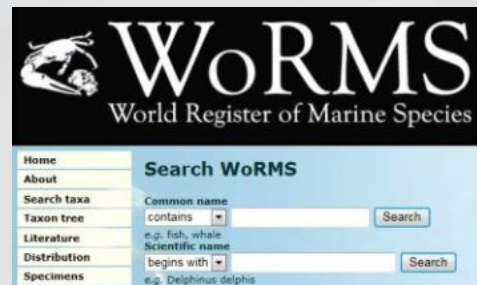 WoRMS
World Register of Marine Species
Home
About
Search taxa
Taxon tree
Literature
Distribution
Specimens
Search WoRMS
Common name
contains
Search
e.g. fish, whale
Scientific name
begins with
Search
e.g. Delphinus delphis